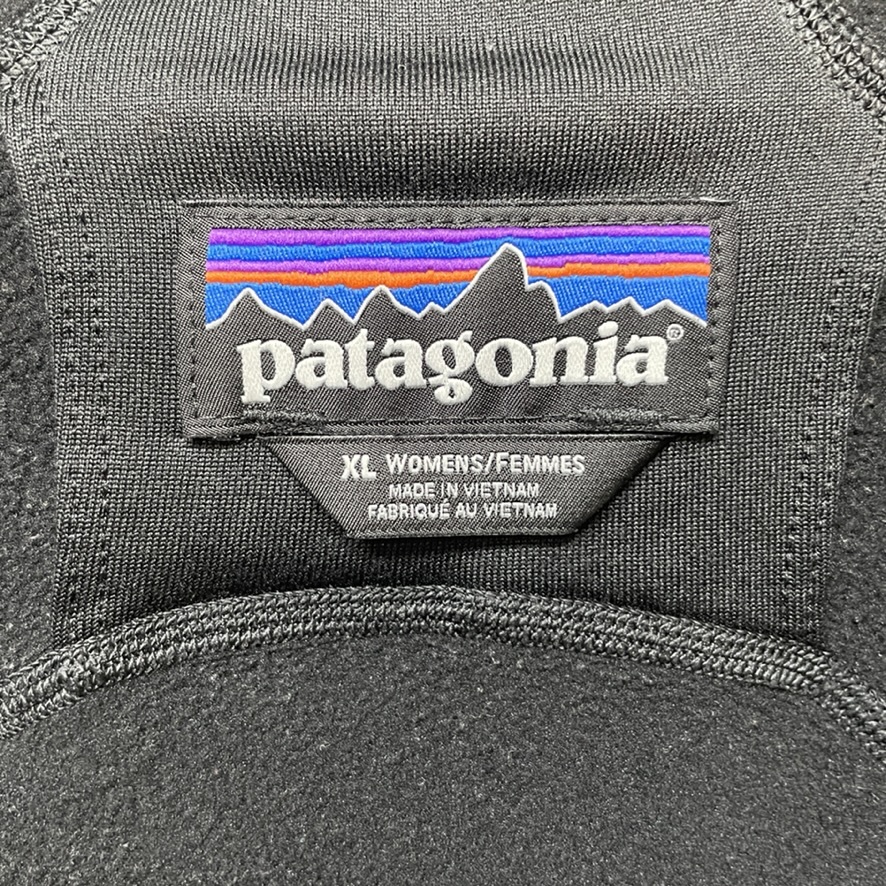 patagonia®
XL WOMENS/FEMMES
MADE IN VIETNAM
FABRIQUÉ AU VIETNAM